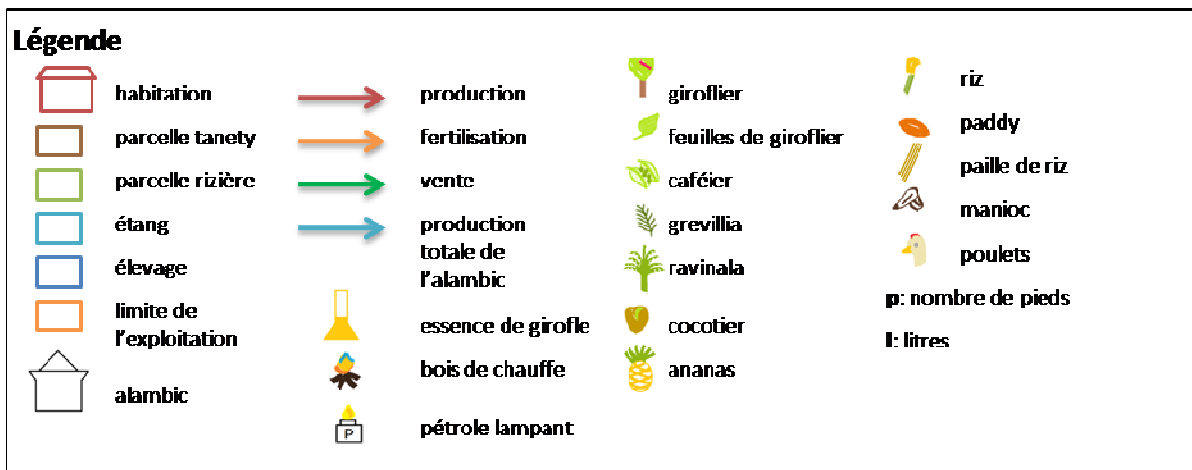 Légende
habitation
parcelle tanety
parcelle rizière
étang
élevage
limite de
l'exploitation
alambic
production
fertilisation
vente
production
totale de
l'alambic
essence de girofle
bois de chauffe
P
pétrole lampant
giroflier
feuilles de giroflier
caféier
grevillia
ravinala
cocotier
ananas
riz
paddy
paille de riz
manioc
poulets
p: nombre de pieds
l: litres